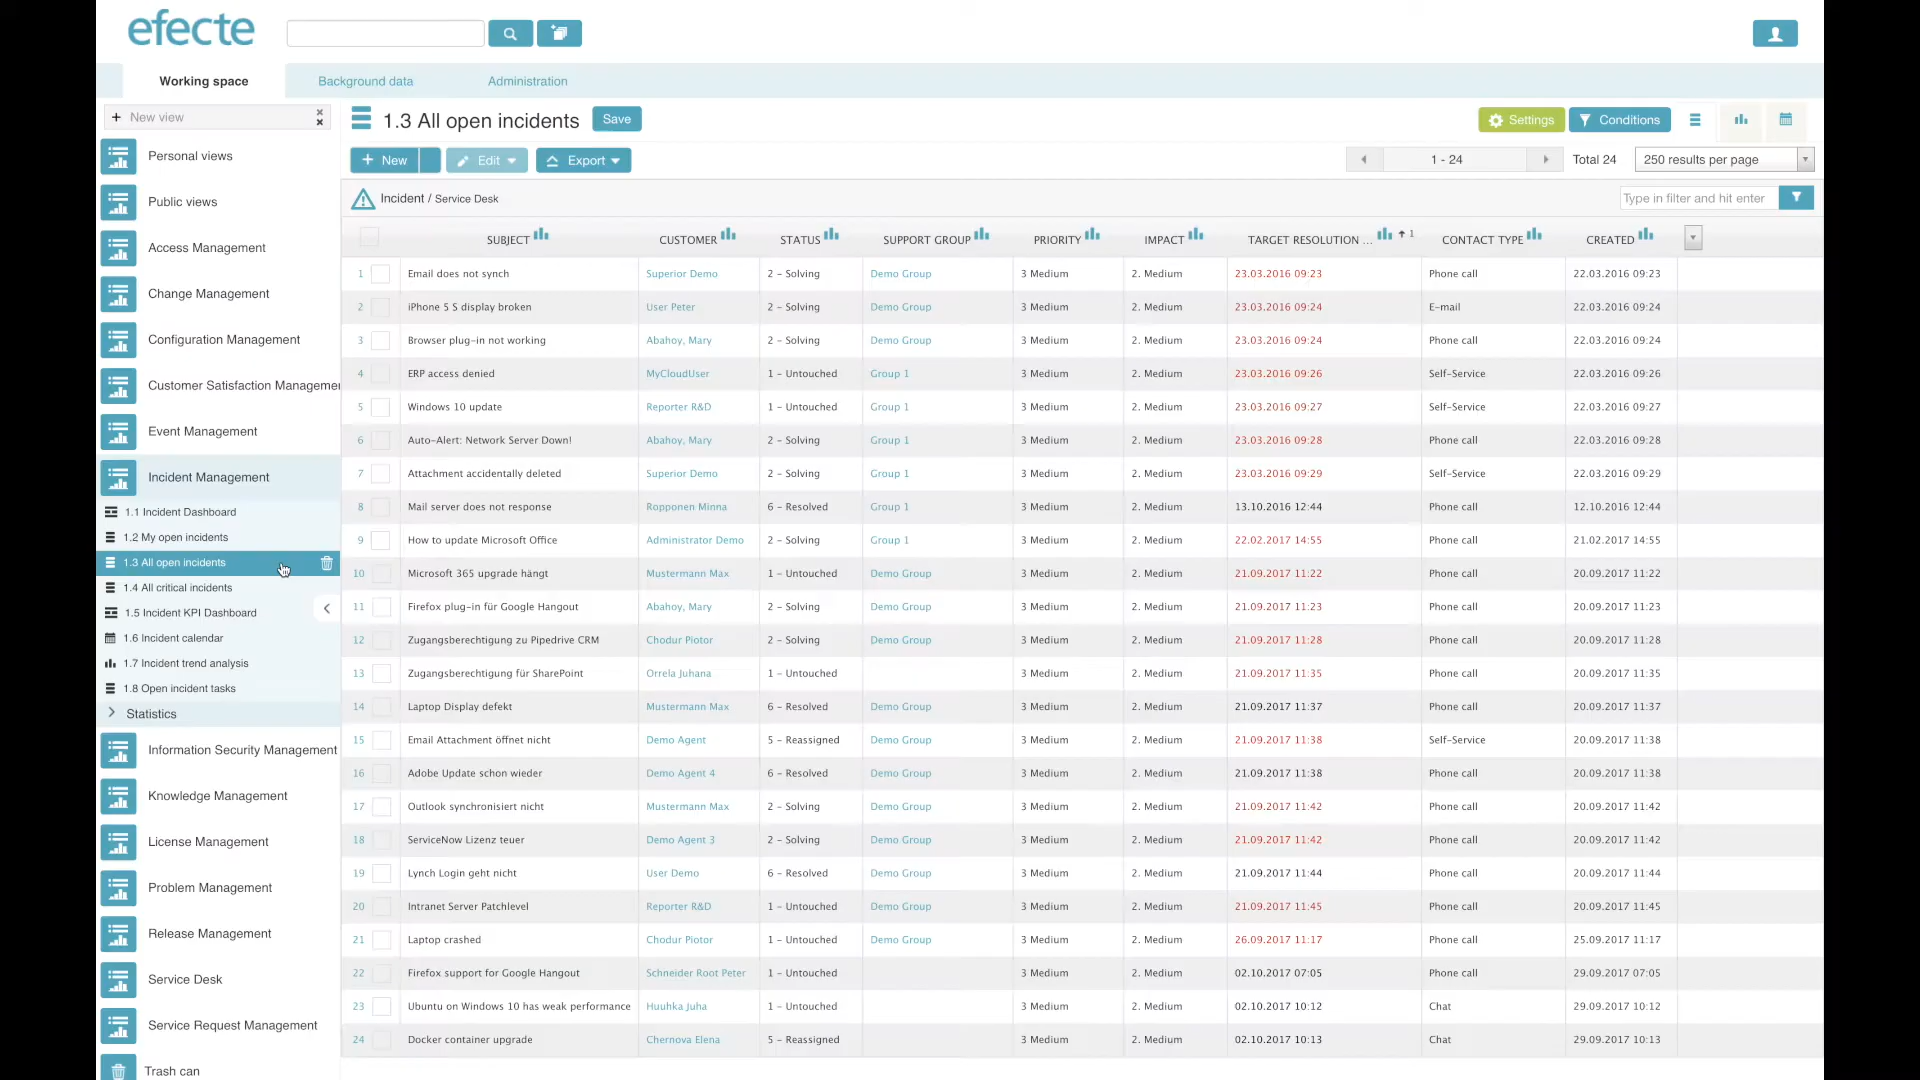 efecte
Working space Background data Administration
+ New view
Personal views
Public views
Access Management
Change Management
Configuration Management
Customer Satisfaction Managemen
Event Management
Incident Management
1.1 Incident Dashboard
1.2 My open incidents
1.3 All open incidents
1.4 All critical incidents
1.5 Incident KPI Dashboard
1.6 Incident calendar
1.7 Incident trend analysis
1.8 Open incident tasks
Statistics
Information Security Management
Knowledge Management
License Management
Problem Management
Release Management
Service Desk
Service Request Management
Trash can
1.3 All open incidents Save Settings Conditions
+ New Edit Export 1 - 24 Total 24 250 results per page
Incident / Service Desk Type in filter and hit enter
SUBJECT CUSTOMER STATUS SUPPORT GROUP PRIORITY IMPACT TARGET RESOLUTION ... 1 CONTACT TYPE CREATED
1 Email does not synch Superior Demo 2 - Solving Demo Group 3 Medium 2. Medium 23.03.2016 09:23 Phone call 22.03.2016 09:23
2 iPhone 5 S display broken User Peter 2 - Solving Demo Group 3 Medium 2. Medium 23.03.2016 09:24 E-mail 22.03.2016 09:24
3 Browser plug-in not working Abahoy, Mary 2 - Solving Demo Group 3 Medium 2. Medium 23.03.2016 09:24 Phone call 22.03.2016 09:24
4 ERP access denied MyCloudUser 1 - Untouched Group 1 3 Medium 2. Medium 23.03.2016 09:26 Self-Service 22.03.2016 09:26
5 Windows 10 update Reporter R&D 1 - Untouched Group 1 3 Medium 2. Medium 23.03.2016 09:27 Self-Service 22.03.2016 09:27
6 Auto-Alert: Network Server Down! Abahoy, Mary 2 - Solving Group 1 3 Medium 2. Medium 23.03.2016 09:28 Phone call 22.03.2016 09:28
7 Attachment accidentally deleted Superior Demo 2 - Solving Group 1 3 Medium 2. Medium 23.03.2016 09:29 Self-Service 22.03.2016 09:29
8 Mail server does not response Ropponen Minna 6 - Resolved Group 1 3 Medium 2. Medium 13.10.2016 12:44 Phone call 12.10.2016 12:44
9 How to update Microsoft Office Administrator Demo 2 - Solving Group 1 3 Medium 2. Medium 22.02.2017 14:55 Phone call 21.02.2017 14:55
10 Microsoft 365 upgrade hängt Mustermann Max 1 - Untouched Demo Group 3 Medium 2. Medium 21.09.2017 11:22 Phone call 20.09.2017 11:22
11 Firefox plug-in für Google Hangout Abahoy, Mary 2 - Solving Demo Group 3 Medium 2. Medium 21.09.2017 11:23 Phone call 20.09.2017 11:23
12 Zugangsberechtigung zu Pipedrive CRM Chodur Piotor 2 - Solving Demo Group 3 Medium 2. Medium 21.09.2017 11:28 Phone call 20.09.2017 11:28
13 Zugangsberechtigung für SharePoint Orrela Juhana 1 - Untouched 3 Medium 2. Medium 21.09.2017 11:35 Phone call 20.09.2017 11:35
14 Laptop Display defekt Mustermann Max 6 - Resolved Demo Group 3 Medium 2. Medium 21.09.2017 11:37 Phone call 20.09.2017 11:37
15 Email Attachment öffnet nicht Demo Agent 5 - Reassigned Demo Group 3 Medium 2. Medium 21.09.2017 11:38 Self-Service 20.09.2017 11:38
16 Adobe Update schon wieder Demo Agent 4 6 - Resolved Demo Group 3 Medium 2. Medium 21.09.2017 11:38 Phone call 20.09.2017 11:38
17 Outlook synchronisiert nicht Mustermann Max 2 - Solving Demo Group 3 Medium 2. Medium 21.09.2017 11:42 Phone call 20.09.2017 11:42
18 ServiceNow Lizenz teuer Demo Agent 3 2 - Solving Demo Group 3 Medium 2. Medium 21.09.2017 11:42 Phone call 20.09.2017 11:42
19 Lynch Login geht nicht User Demo 6 - Resolved Demo Group 3 Medium 2. Medium 21.09.2017 11:44 Phone call 20.09.2017 11:44
20 Intranet Server Patchlevel Reporter R&D 1 - Untouched Demo Group 3 Medium 2. Medium 21.09.2017 11:45 Phone call 20.09.2017 11:45
21 Laptop crashed Chodur Piotor 1 - Untouched Demo Group 3 Medium 2. Medium 26.09.2017 11:17 Phone call 25.09.2017 11:17
22 Firefox support for Google Hangout Schneider Root Peter 1 - Untouched 3 Medium 2. Medium 02.10.2017 07:05 Phone call 29.09.2017 07:05
23 Ubuntu on Windows 10 has weak performance Huuhka Juha 1 - Untouched 3 Medium 2. Medium 02.10.2017 10:12 Chat 29.09.2017 10:12
24 Docker container upgrade Chernova Elena 5 - Reassigned 3 Medium 2. Medium 02.10.2017 10:13 Chat 29.09.2017 10:13